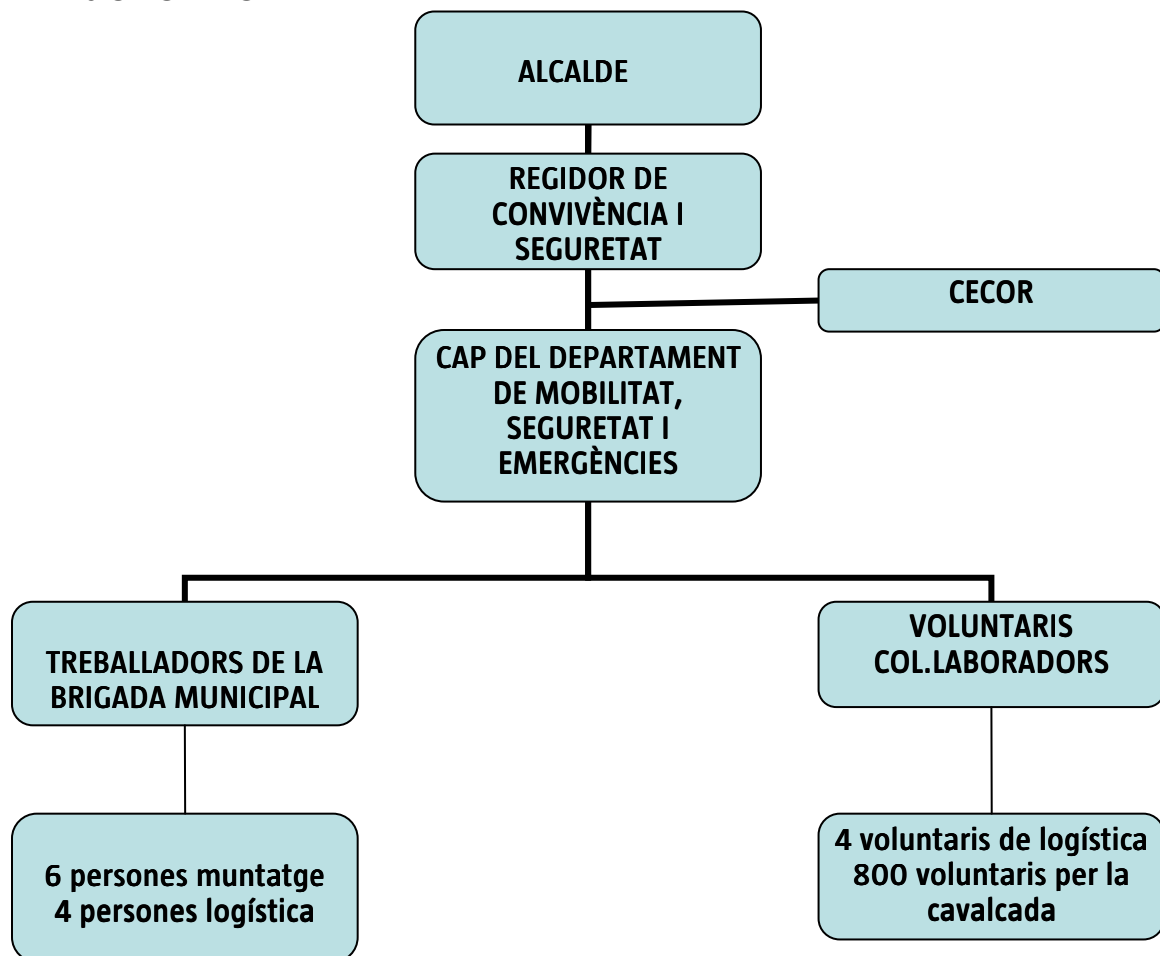 ALCALDE
REGIDOR DE
CONVIVÈNCIA I
SEGURETAT
CECOR
CAP DEL DEPARTAMENT
DE MOBILITAT,
SEGURETAT I
EMERGÈNCIES
TREBALLADORS DE LA
BRIGADA MUNICIPAL
VOLUNTARIS
COL.LABORADORS
6 persones muntatge
4 persones logística
4 voluntaris de logística
800 voluntaris per la
cavalcada